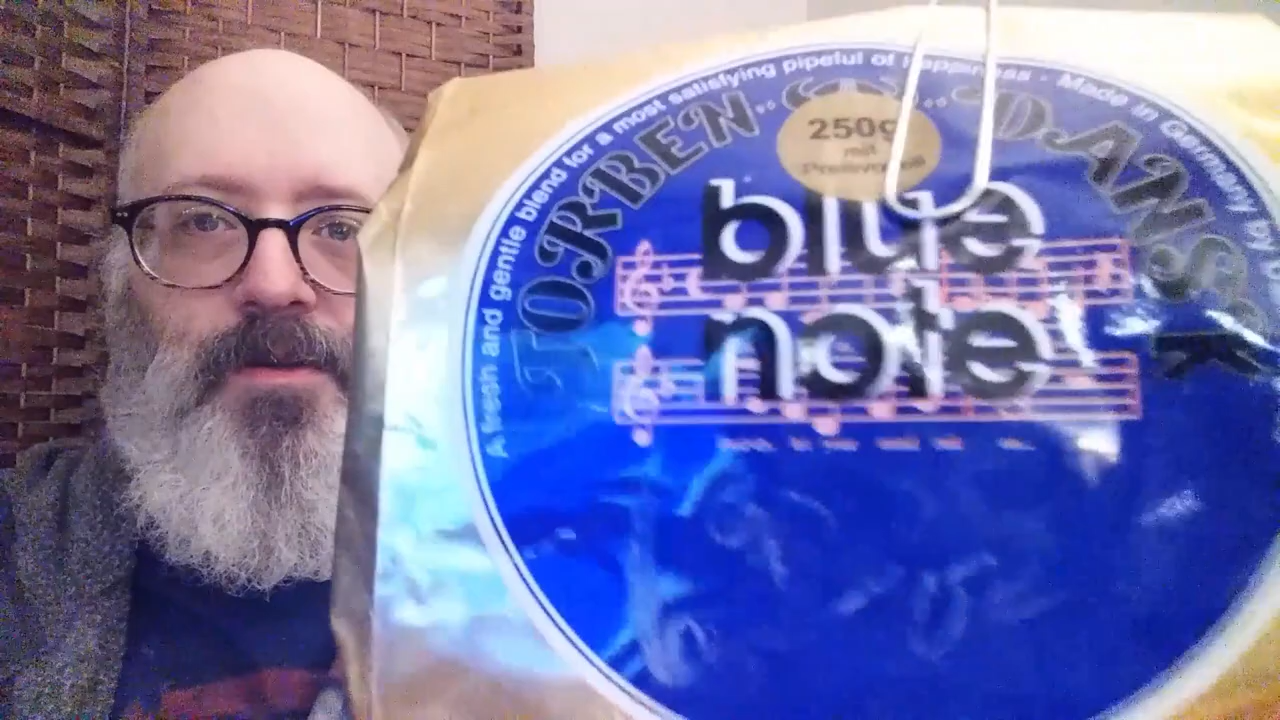 A fresh and gentle blend for a most satisfying pipeful of happiness - Made in Germany by
TORBEN DANSK
250g
mit
blue
note